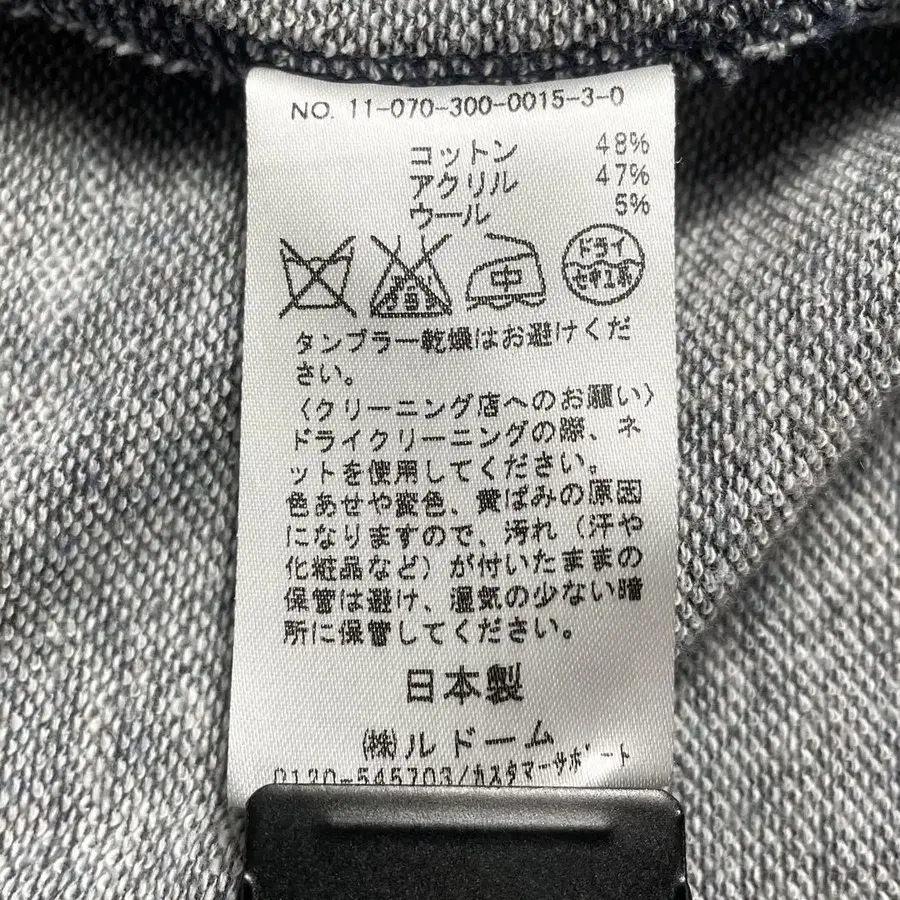 NO. 11-070-300-0015-3-0
コットン 48%
アクリル 47%
ウール 5%
中
ドライ
セキユ系
タンブラー乾燥はお避けくだ
さい。
〈クリーニング店へのお願い〉
ドライクリーニングの際、ネ
ットを使用してください。
色あせや変色、黄ばみの原因
になりますので、汚れ（汗や
化粧品など）が付いたままの
保管は避け、湿気の少ない暗
所に保管してください。
日本製
(株)ルドーム
0120-545703/カスタマーサポート